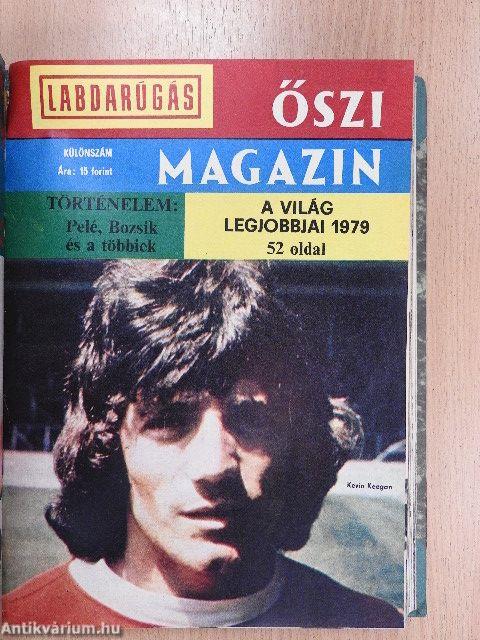 LABDARÚGÁS
ŐSZI
KÜLÖNSZÁM
Ára: 15 forint
MAGAZIN
TÖRTÉNELEM:
Pelé, Bozsik
és a többiek
A VILÁG
LEGJOBBJAI 1979
52 oldal
Kevin Keegan
Antikvárium.hu